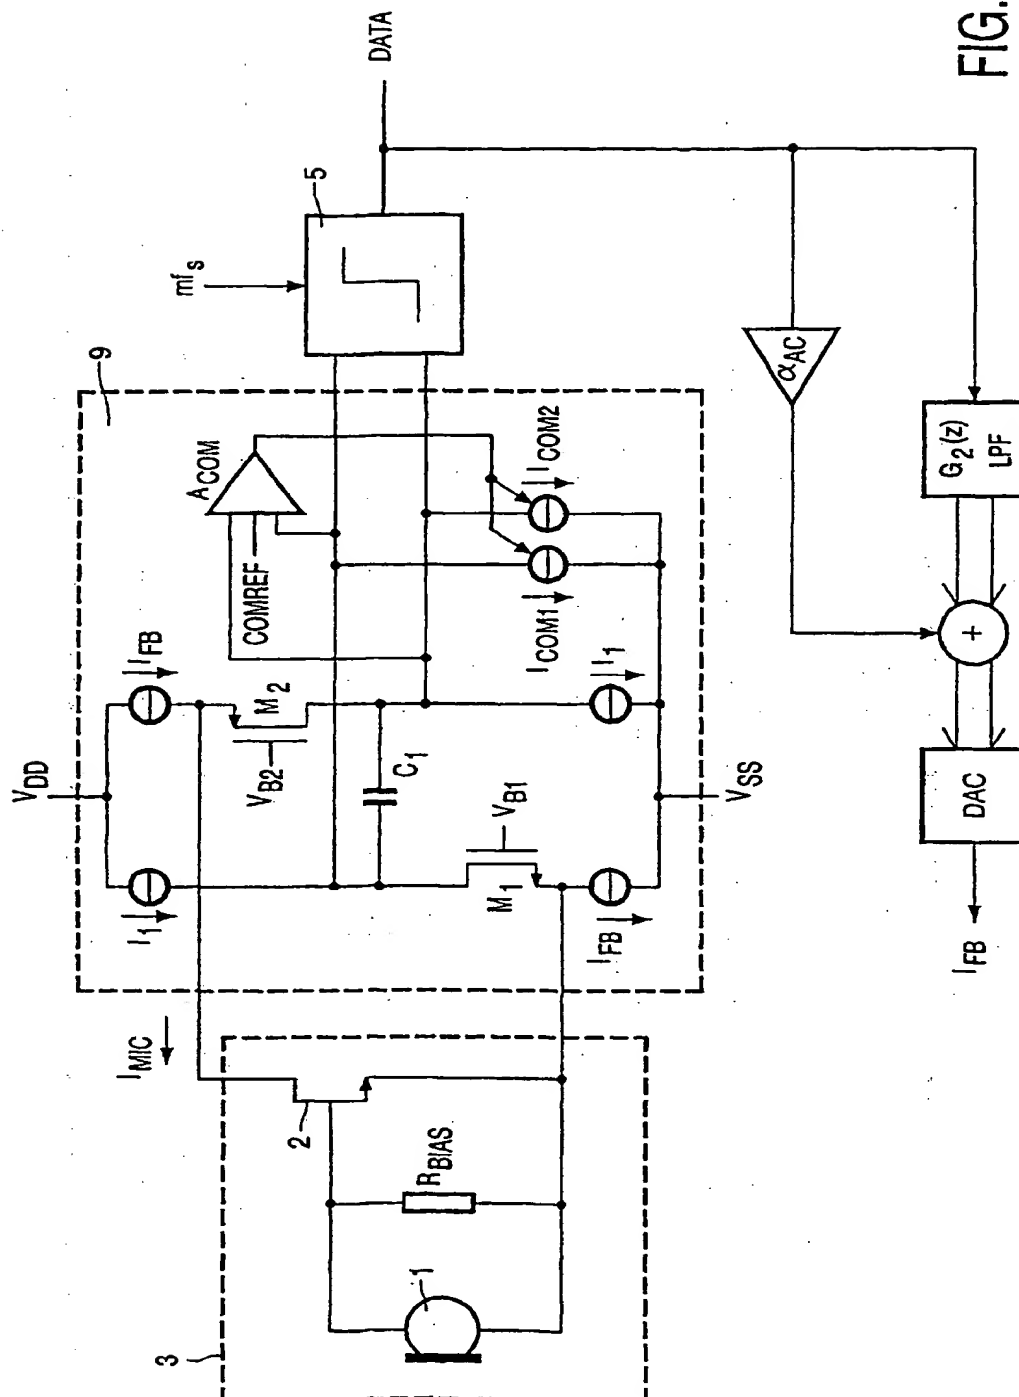 FIG.
V_DD
9
mf_s
5
DATA
I_1
I_FB
A_COM
COMREF
V_B2
M_2
C_1
M_1
V_B1
I_COM1
I_COM2
I_FB
I_1
V_SS
I_MIC
3
2
R_BIAS
1
α_AC
G_2(z)
LPF
+
DAC
I_FB